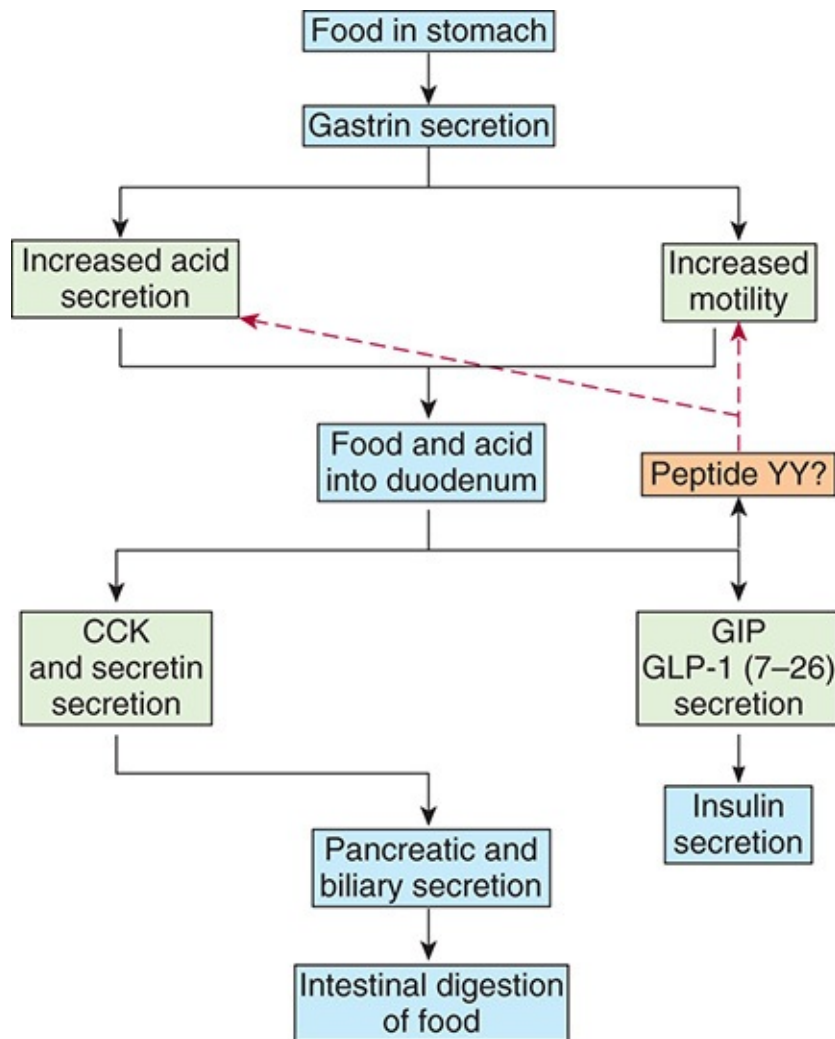 Food in stomach
Gastrin secretion
Increased acid
secretion
Increased
motility
Food and acid
into duodenum
Peptide YY?
CCK
and secretin
secretion
GIP
GLP-1 (7–26)
secretion
Insulin
secretion
Pancreatic and
biliary secretion
Intestinal digestion
of food